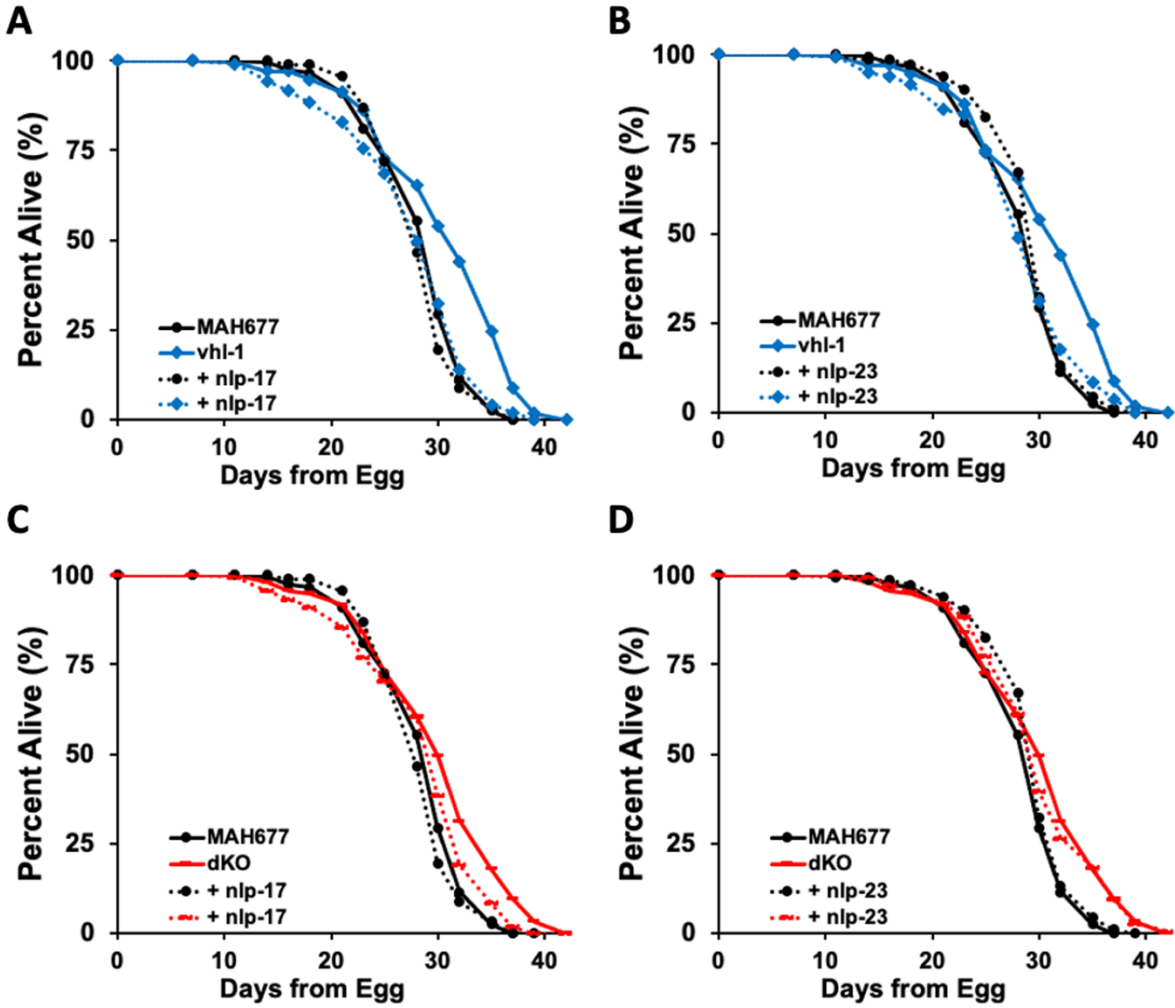 A
Percent Alive (%)
100
75
50
25
0
MAH677
vhl-1
+ nlp-17
+ nlp-17
0 10 20 30 40
Days from Egg
B
Percent Alive (%)
100
75
50
25
0
MAH677
vhl-1
+ nlp-23
+ nlp-23
0 10 20 30 40
Days from Egg
C
Percent Alive (%)
100
75
50
25
0
MAH677
dKO
+ nlp-17
+ nlp-17
0 10 20 30 40
Days from Egg
D
Percent Alive (%)
100
75
50
25
0
MAH677
dKO
+ nlp-23
+ nlp-23
0 10 20 30 40
Days from Egg